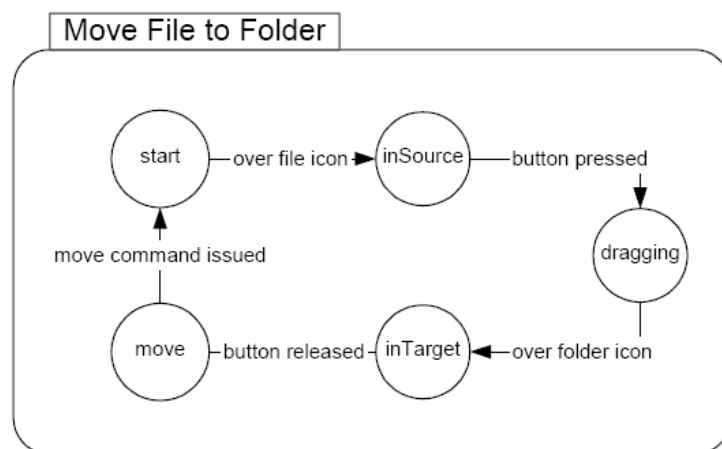 Move File to Folder
start
over file icon
inSource
button pressed
dragging
move command issued
move
button released
inTarget
over folder icon